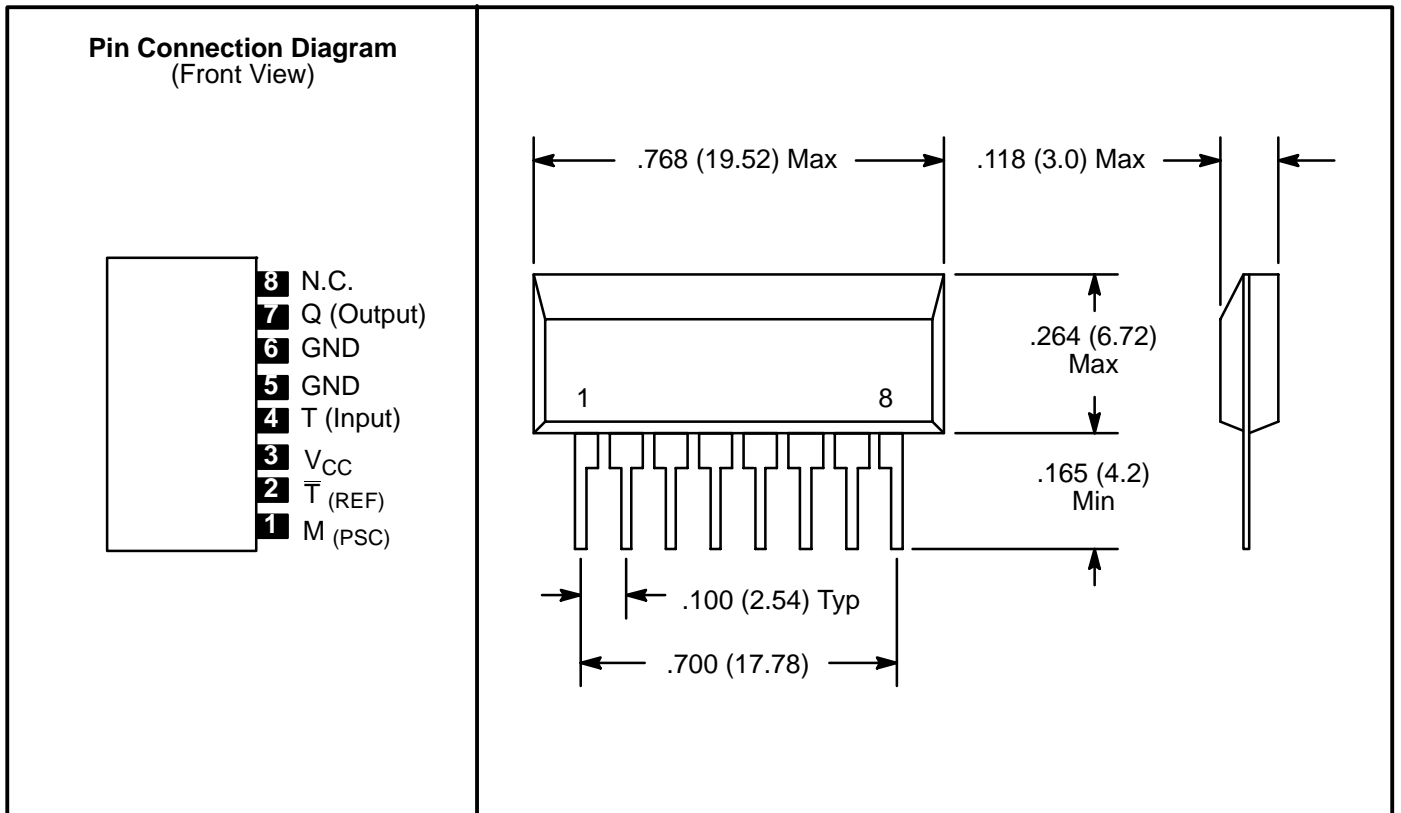 Pin Connection Diagram
(Front View)
8 N.C.
7 Q (Output)
6 GND
5 GND
4 T (Input)
3 VCC
2 T̅ (REF)
1 M (PSC)
.768 (19.52) Max
.118 (3.0) Max
.264 (6.72)
Max
1
8
.165 (4.2)
Min
.100 (2.54) Typ
.700 (17.78)